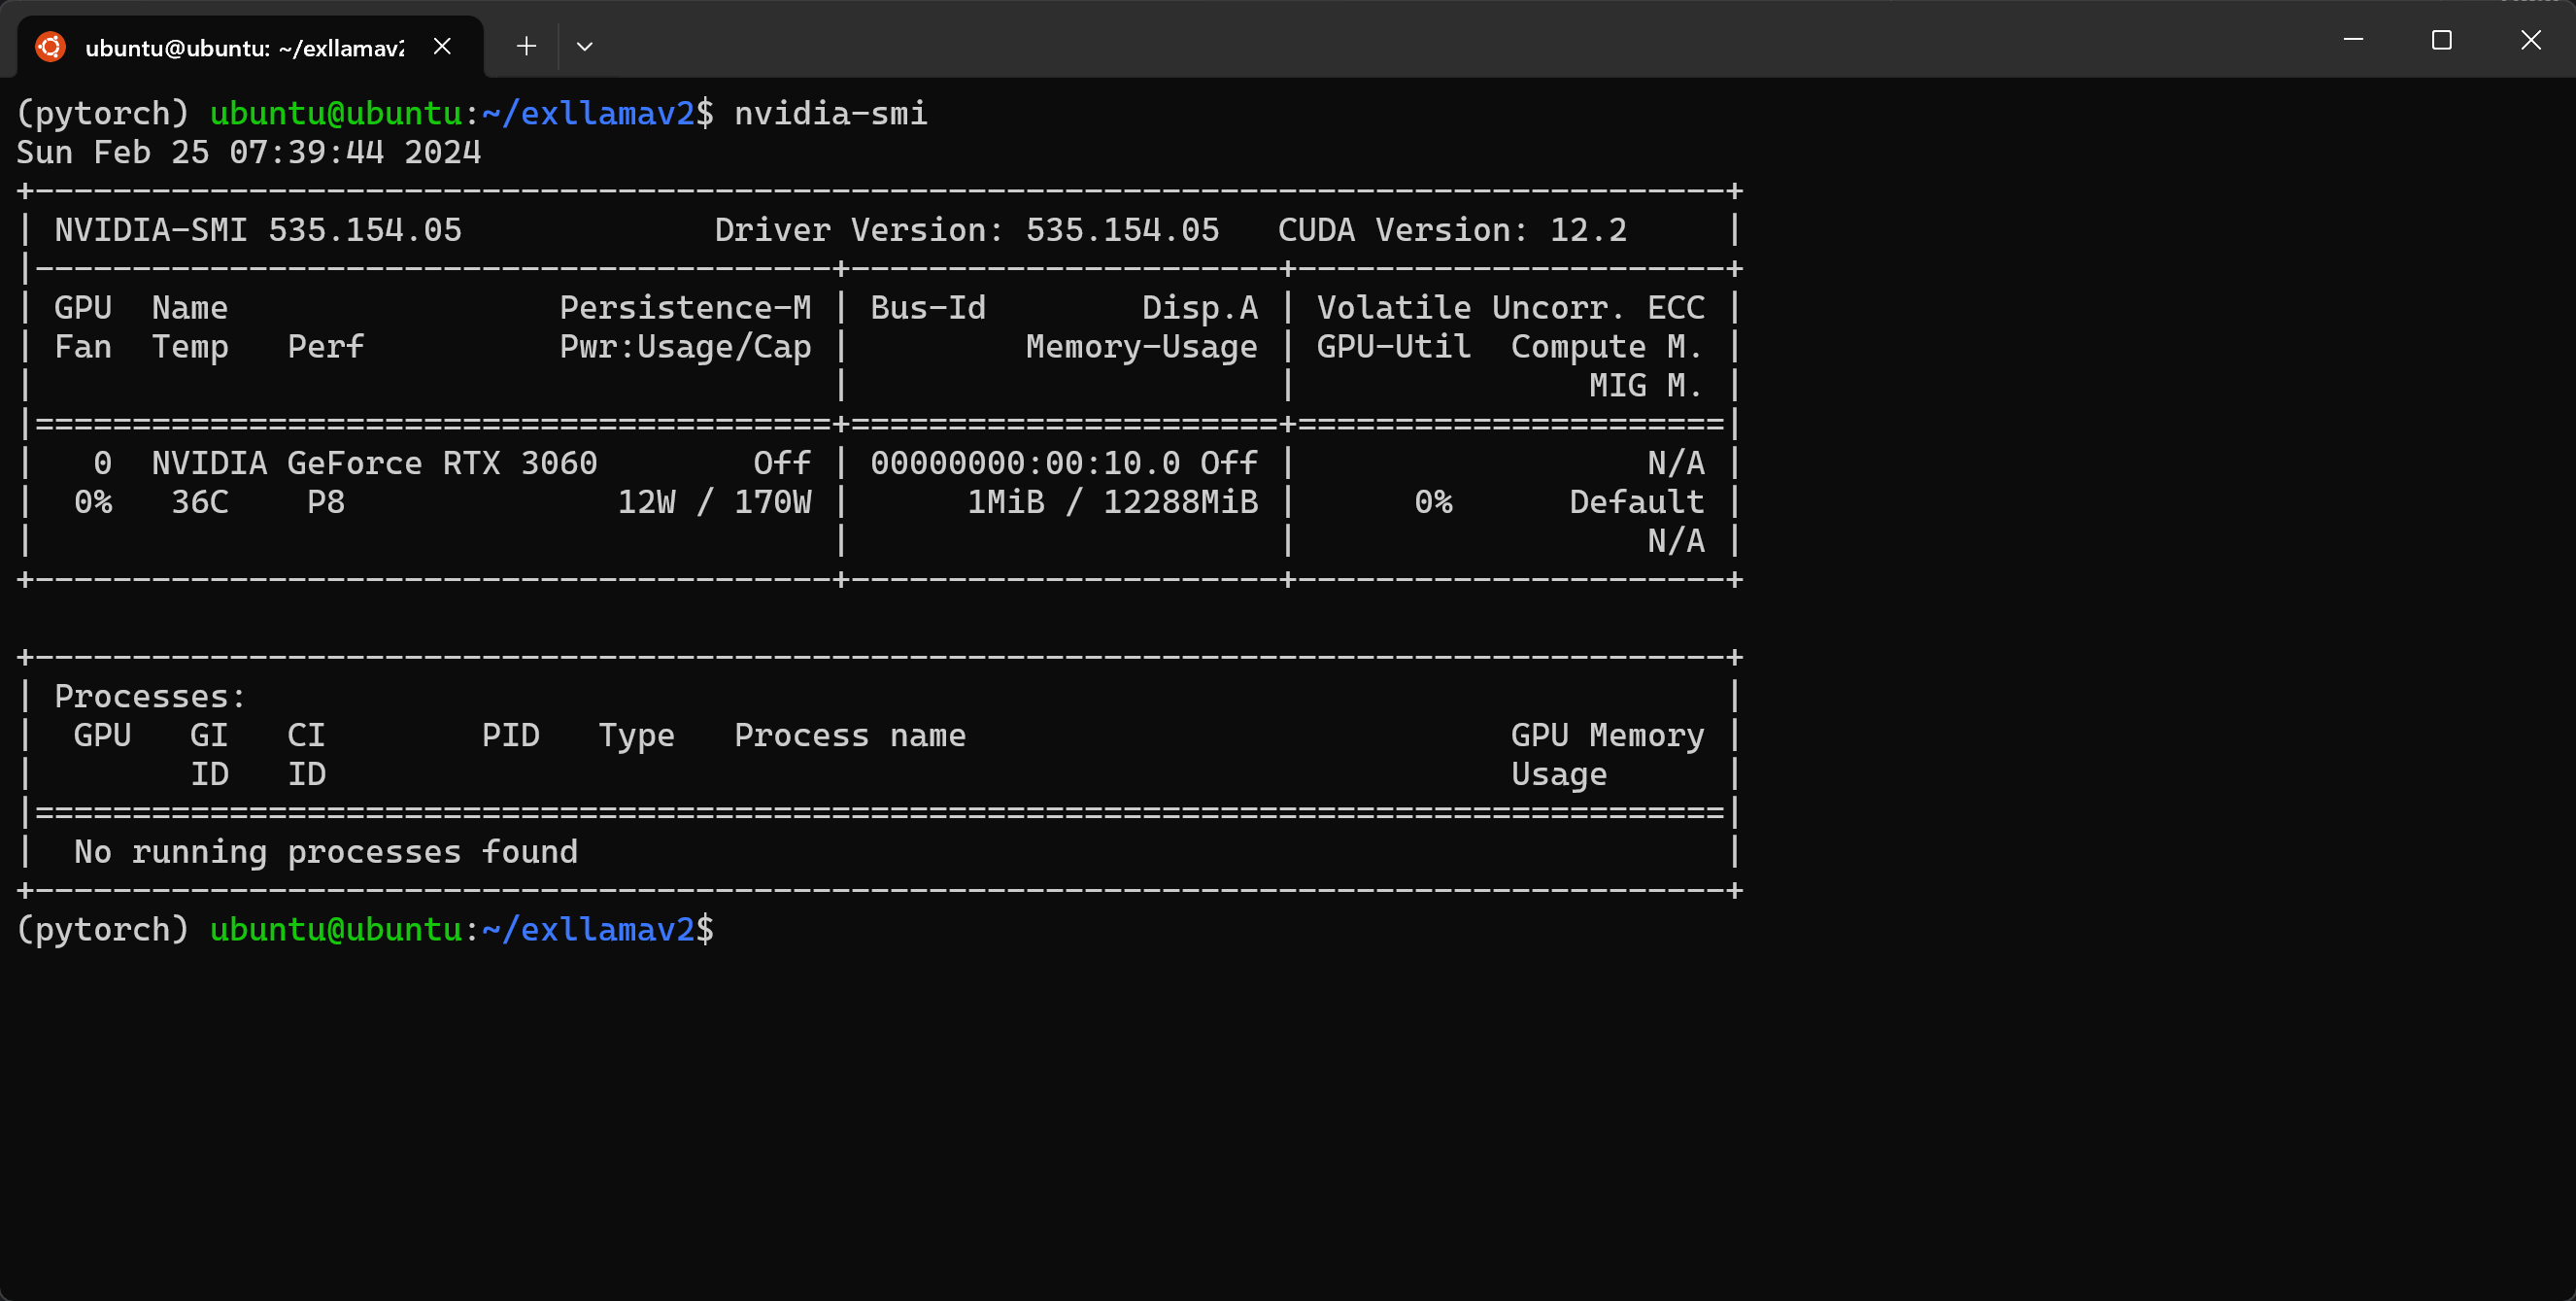 ubuntu@ubuntu: ~/exllamav2
(pytorch) ubuntu@ubuntu:~/exllamav2$ nvidia-smi
Sun Feb 25 07:39:44 2024
+---------------------------------------------------------------------------------------+
| NVIDIA-SMI 535.154.05             Driver Version: 535.154.05   CUDA Version: 12.2     |
|-----------------------------------------+----------------------+----------------------+
| GPU  Name                 Persistence-M | Bus-Id        Disp.A | Volatile Uncorr. ECC |
| Fan  Temp   Perf          Pwr:Usage/Cap |         Memory-Usage | GPU-Util  Compute M. |
|                                         |                      |               MIG M. |
|=========================================+======================+======================|
|   0  NVIDIA GeForce RTX 3060        Off | 00000000:00:10.0 Off |                  N/A |
|  0%   36C    P8              12W / 170W |      1MiB / 12288MiB |      0%      Default |
|                                         |                      |                  N/A |
+-----------------------------------------+----------------------+----------------------+
+---------------------------------------------------------------------------------------+
| Processes:                                                                            |
|  GPU   GI   CI        PID   Type   Process name                            GPU Memory |
|        ID   ID                                                             Usage      |
|=======================================================================================|
|  No running processes found                                                           |
+---------------------------------------------------------------------------------------+
(pytorch) ubuntu@ubuntu:~/exllamav2$